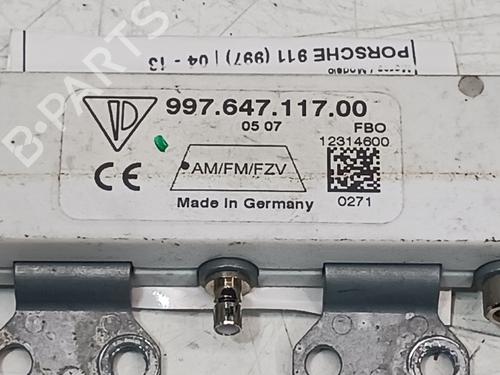 PORSCHE 911 (997) | 04 - 13
997.647.117.00
05 07
FBO
12314600
AM/FM/FZV
CE
Made in Germany
0271
B-Parts